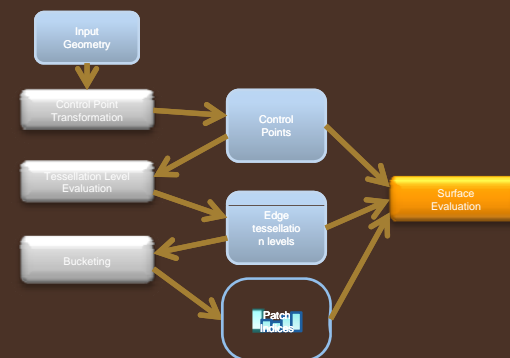 Input
Geometry
Control Point
Transformation
Control
Points
Tessellation Level
Evaluation
Surface
Evaluation
Edge
tessellatio
n levels
Bucketing
Patch
Indices